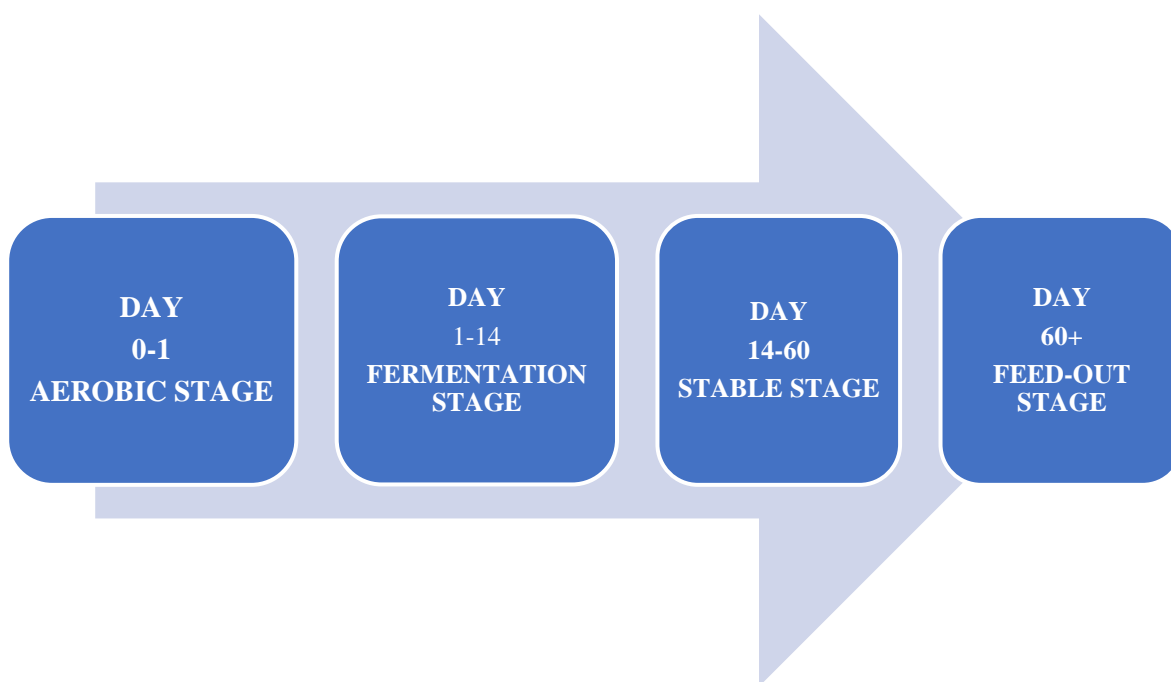 DAY
0-1
AEROBIC STAGE
DAY
1-14
FERMENTATION
STAGE
DAY
14-60
STABLE STAGE
DAY
60+
FEED-OUT
STAGE